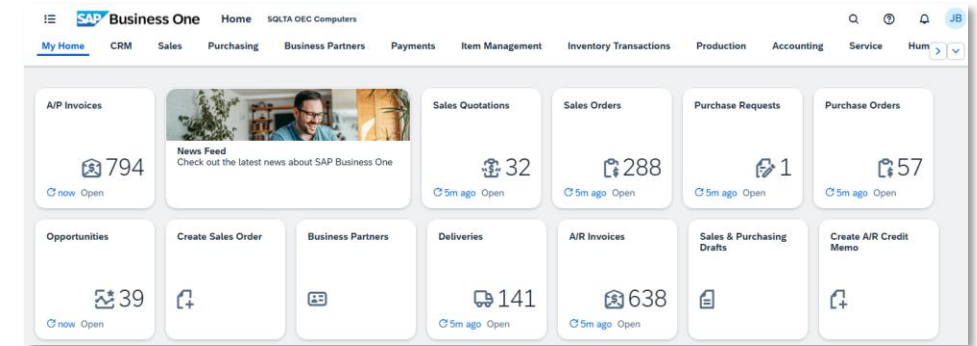 SAP Business One Home SQLTA OEC Computers JB
My Home CRM Sales Purchasing Business Partners Payments Item Management Inventory Transactions Production Accounting Service Hum
A/P Invoices
794
now Open
News Feed
Check out the latest news about SAP Business One
Sales Quotations
32
5m ago Open
Sales Orders
288
5m ago Open
Purchase Requests
1
5m ago Open
Purchase Orders
57
5m ago Open
Opportunities
39
now Open
Create Sales Order
Business Partners
Deliveries
141
5m ago Open
A/R Invoices
638
5m ago Open
Sales & Purchasing
Drafts
Create A/R Credit
Memo